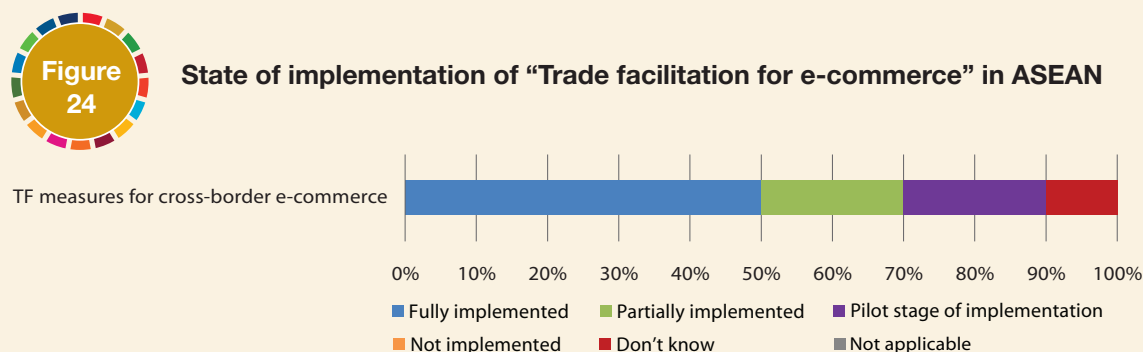 Figure
24
State of implementation of “Trade facilitation for e-commerce” in ASEAN
TF measures for cross-border e-commerce
0% 10% 20% 30% 40% 50% 60% 70% 80% 90% 100%
Fully implemented Partially implemented Pilot stage of implementation
Not implemented Don’t know Not applicable